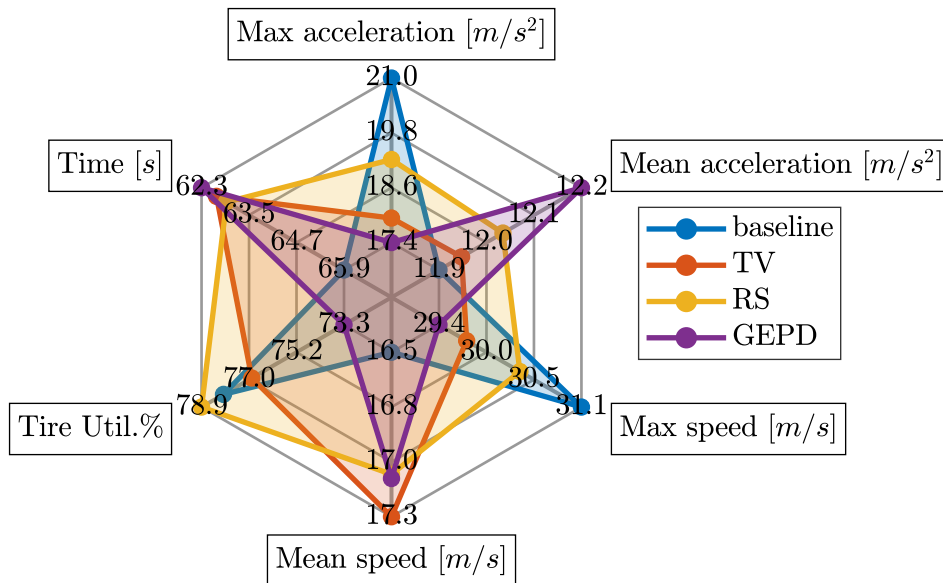 Max acceleration [m/s²]
21.0
19.8
18.6
17.4
Time [s]
62.3
63.5
64.7
65.9
Mean acceleration [m/s²]
12.2
12.1
12.0
11.9
baseline
TV
RS
GEPD
73.3
75.2
77.0
78.9
Tire Util.%
16.5
16.8
17.0
17.3
Mean speed [m/s]
29.4
30.0
30.5
31.1
Max speed [m/s]